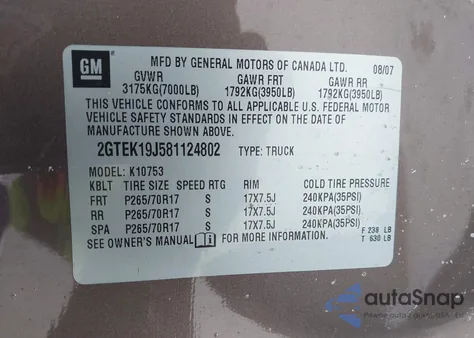 GM
MFD BY GENERAL MOTORS OF CANADA LTD.
08/07
GVWR GAWR FRT GAWR RR
3175KG(7000LB) 1792KG(3950LB) 1792KG(3950LB)
THIS VEHICLE CONFORMS TO ALL APPLICABLE U.S. FEDERAL MOTOR
VEHICLE SAFETY STANDARDS IN EFFECT ON THE DATE OF
MANUFACTURE SHOWN ABOVE.
2GTEK19J581124802 TYPE: TRUCK
MODEL: K10753
KBLT TIRE SIZE SPEED RTG RIM COLD TIRE PRESSURE
FRT P265/70R17 S 17X7.5J 240KPA(35PSI)
RR P265/70R17 S 17X7.5J 240KPA(35PSI)
SPA P265/70R17 S 17X7.5J 240KPA(35PSI)
SEE OWNER'S MANUAL FOR MORE INFORMATION.
F 238 LB
T 630 LB
autoSnap